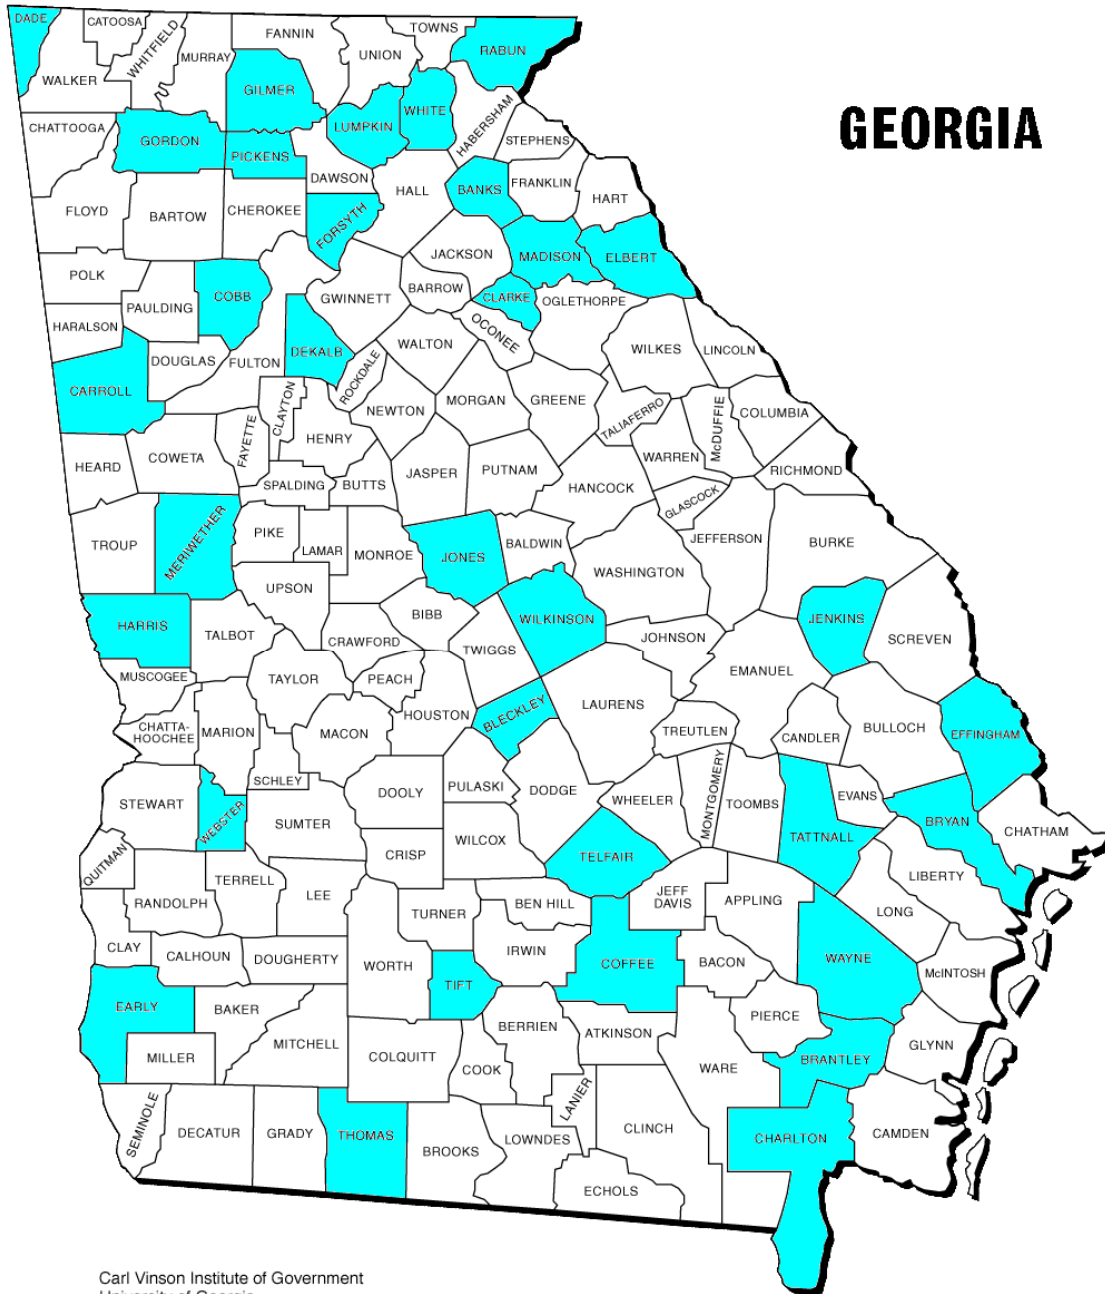 GEORGIA
DADE
CATOOSA
WHITFIELD
MURRAY
FANNIN
UNION
TOWNS
RABUN
WALKER
GILMER
WHITE
LUMPKIN
HABERSHAM
STEPHENS
CHATTOOGA
GORDON
PICKENS
DAWSON
HALL
BANKS
FRANKLIN
HART
FLOYD
BARTOW
CHEROKEE
FORSYTH
JACKSON
MADISON
ELBERT
POLK
PAULDING
COBB
GWINNETT
BARROW
CLARKE
OGLETHORPE
HARALSON
DOUGLAS
FULTON
DEKALB
ROCKDALE
WALTON
OCONEE
WILKES
LINCOLN
CARROLL
CLAYTON
FAYETTE
HENRY
NEWTON
MORGAN
GREENE
TALIAFERRO
McDUFFIE
COLUMBIA
HEARD
COWETA
SPALDING
BUTTS
JASPER
PUTNAM
HANCOCK
WARREN
GLASCOCK
RICHMOND
TROUP
MERIWETHER
PIKE
LAMAR
MONROE
JONES
BALDWIN
WASHINGTON
JEFFERSON
BURKE
UPSON
BIBB
WILKINSON
JENKINS
SCREVEN
HARRIS
TALBOT
CRAWFORD
TWIGGS
JOHNSON
EMANUEL
MUSCOGEE
TAYLOR
PEACH
HOUSTON
BLECKLEY
LAURENS
TREUTLEN
CANDLER
BULLOCH
EFFINGHAM
CHATTA-
HOOCHEE
MARION
MACON
SCHLEY
STEWART
WEBSTER
SUMTER
DOOLY
PULASKI
DODGE
WHEELER
MONTGOMERY
TOOMBS
TATTNALL
EVANS
BRYAN
CHATHAM
QUITMAN
CRISP
WILCOX
TELFAIR
LIBERTY
RANDOLPH
TERRELL
LEE
TURNER
BEN HILL
JEFF
DAVIS
APPLING
LONG
CLAY
CALHOUN
DOUGHERTY
WORTH
TIFT
IRWIN
COFFEE
BACON
WAYNE
McINTOSH
EARLY
BAKER
MITCHELL
COLQUITT
BERRIEN
ATKINSON
PIERCE
GLYNN
MILLER
COOK
LANIER
WARE
BRANTLEY
SEMINOLE
DECATUR
GRADY
THOMAS
BROOKS
LOWNDES
CLINCH
CHARLTON
CAMDEN
ECHOLS
Carl Vinson Institute of Government
University of Georgia